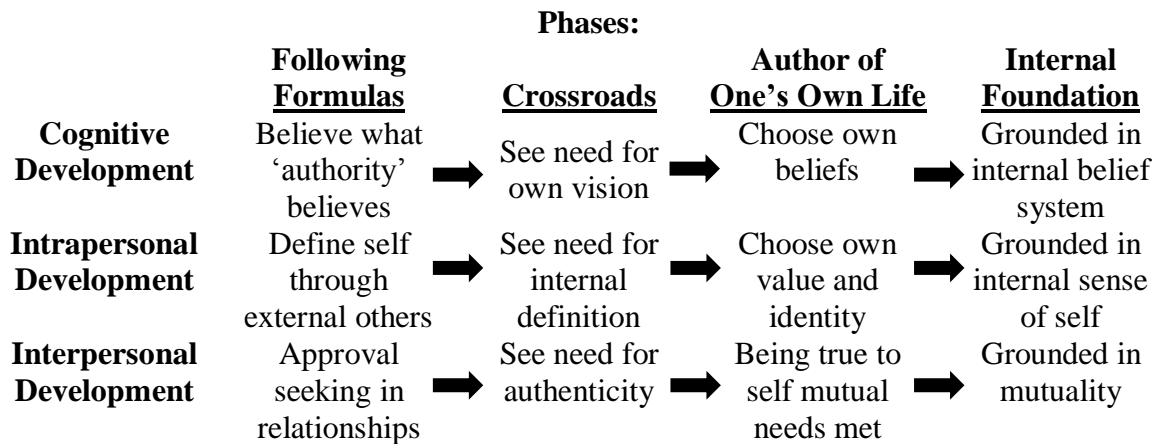 Phases:
Following Author of Internal
Formulas Crossroads One's Own Life Foundation
Cognitive Believe what See need for Choose own Grounded in
Development 'authority' own vision beliefs internal belief
believes system
Intrapersonal Define self See need for Choose own Grounded in
Development through internal value and internal sense
external others definition identity of self
Interpersonal Approval See need for Being true to Grounded in
Development seeking in authenticity self mutual mutuality
relationships needs met